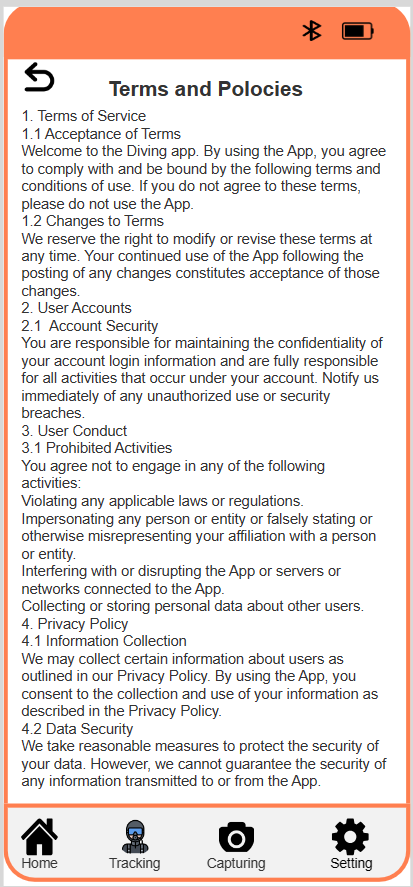 Terms and Polocies
1. Terms of Service
1.1 Acceptance of Terms
Welcome to the Diving app. By using the App, you agree
to comply with and be bound by the following terms and
conditions of use. If you do not agree to these terms,
please do not use the App.
1.2 Changes to Terms
We reserve the right to modify or revise these terms at
any time. Your continued use of the App following the
posting of any changes constitutes acceptance of those
changes.
2. User Accounts
2.1  Account Security
You are responsible for maintaining the confidentiality of
your account login information and are fully responsible
for all activities that occur under your account. Notify us
immediately of any unauthorized use or security
breaches.
3. User Conduct
3.1 Prohibited Activities
You agree not to engage in any of the following
activities:
Violating any applicable laws or regulations.
Impersonating any person or entity or falsely stating or
otherwise misrepresenting your affiliation with a person
or entity.
Interfering with or disrupting the App or servers or
networks connected to the App.
Collecting or storing personal data about other users.
4. Privacy Policy
4.1 Information Collection
We may collect certain information about users as
outlined in our Privacy Policy. By using the App, you
consent to the collection and use of your information as
described in the Privacy Policy.
4.2 Data Security
We take reasonable measures to protect the security of
your data. However, we cannot guarantee the security of
any information transmitted to or from the App.
Home Tracking Capturing Setting